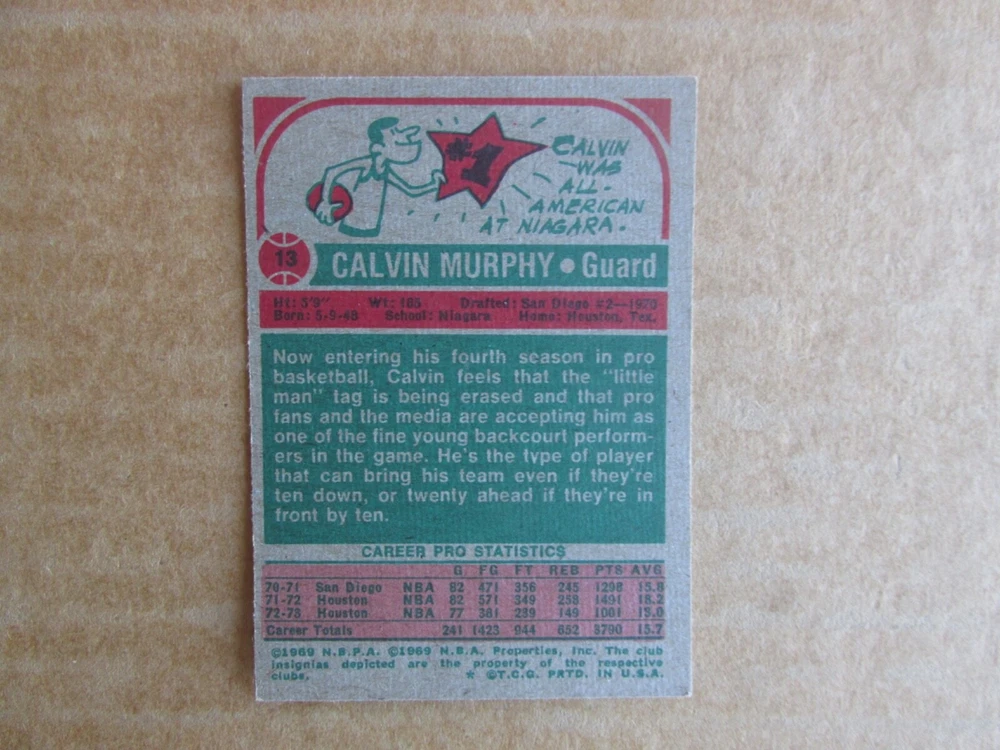 #1
CALVIN
WAS
ALL-
AMERICAN
AT NIAGARA.
13 CALVIN MURPHY • Guard
Ht: 5'9" Wt: 165 Drafted: San Diego #2—1970
Born: 5-9-48 School: Niagara Home: Houston, Tex.
Now entering his fourth season in pro
basketball, Calvin feels that the "little
man" tag is being erased and that pro
fans and the media are accepting him as
one of the fine young backcourt perform-
ers in the game. He's the type of player
that can bring his team even if they're
ten down, or twenty ahead if they're in
front by ten.
CAREER PRO STATISTICS
G FG FT REB PTS AVG
70-71 San Diego NBA 82 471 356 245 1298 15.8
71-72 Houston NBA 82 571 349 258 1491 18.2
72-73 Houston NBA 77 381 239 149 1001 13.0
Career Totals 241 1423 944 652 3790 15.7
©1969 N.B.P.A. ©1969 N.B.A. Properties, Inc. The club
insignias depicted are the property of the respective
clubs. * ©T.C.G. PRTD. IN U.S.A.